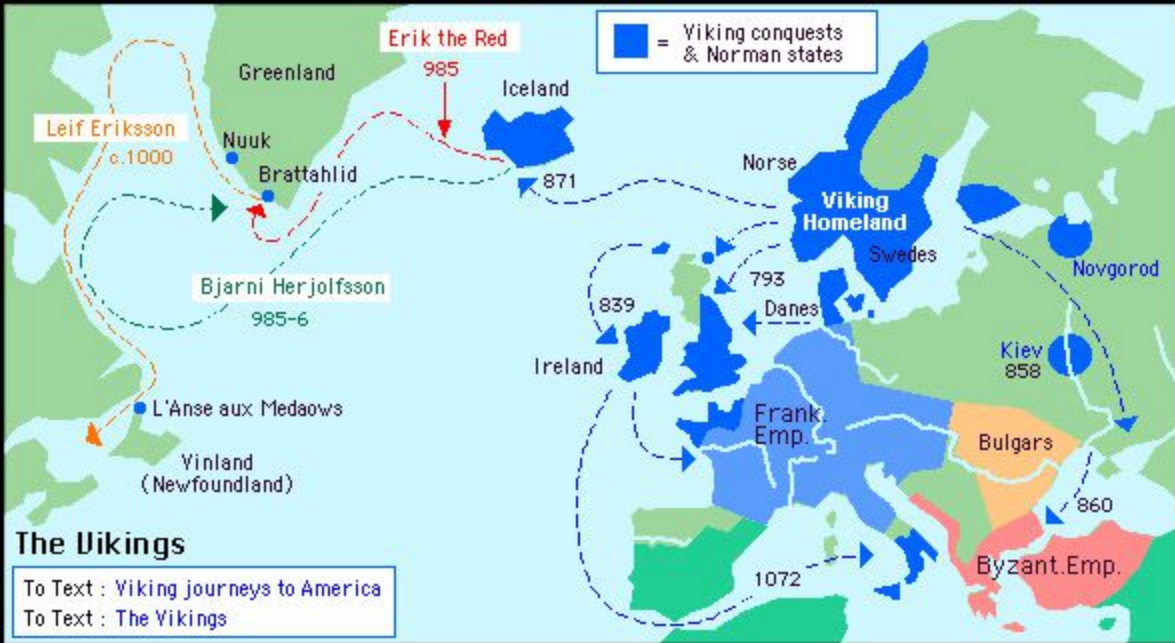 Erik the Red
985
= Viking conquests
& Norman states
Greenland
Iceland
Leif Eriksson
c.1000
Nuuk
Brattahlid
871
Norse
Viking
Homeland
Swedes
Novgorod
Bjarni Herjolfsson
985-6
793
839
Danes
Ireland
Kiev
858
L'Anse aux Medaows
Frank.
Emp.
Bulgars
Vinland
(Newfoundland)
860
The Vikings
Byzant.Emp.
1072
To Text : Viking journeys to America
To Text : The Vikings